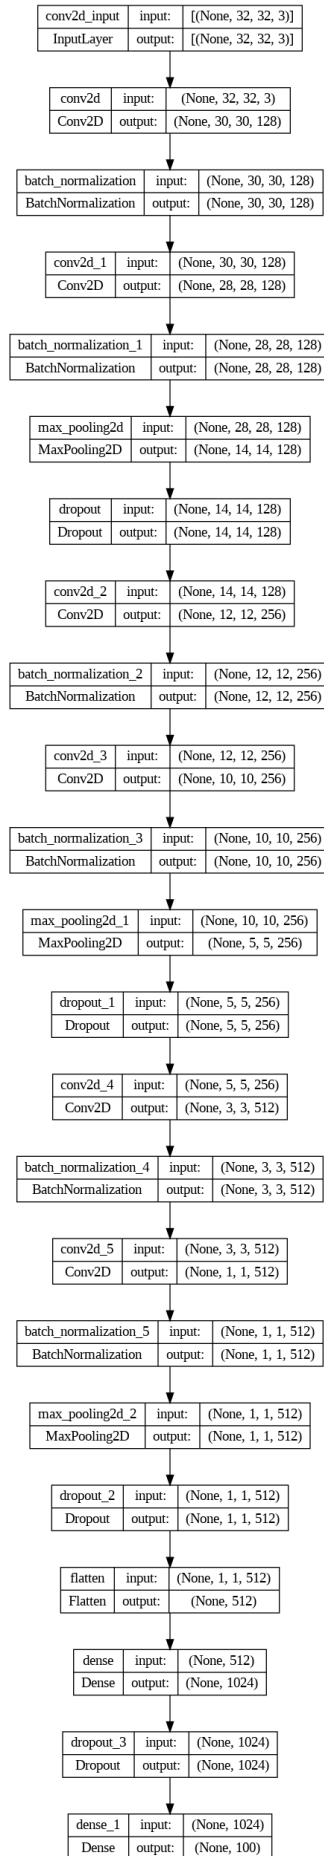 conv2d_input input: [(None, 32, 32, 3)]
InputLayer output: [(None, 32, 32, 3)]
conv2d input: (None, 32, 32, 3)
Conv2D output: (None, 30, 30, 128)
batch_normalization input: (None, 30, 30, 128)
BatchNormalization output: (None, 30, 30, 128)
conv2d_1 input: (None, 30, 30, 128)
Conv2D output: (None, 28, 28, 128)
batch_normalization_1 input: (None, 28, 28, 128)
BatchNormalization output: (None, 28, 28, 128)
max_pooling2d input: (None, 28, 28, 128)
MaxPooling2D output: (None, 14, 14, 128)
dropout input: (None, 14, 14, 128)
Dropout output: (None, 14, 14, 128)
conv2d_2 input: (None, 14, 14, 128)
Conv2D output: (None, 12, 12, 256)
batch_normalization_2 input: (None, 12, 12, 256)
BatchNormalization output: (None, 12, 12, 256)
conv2d_3 input: (None, 12, 12, 256)
Conv2D output: (None, 10, 10, 256)
batch_normalization_3 input: (None, 10, 10, 256)
BatchNormalization output: (None, 10, 10, 256)
max_pooling2d_1 input: (None, 10, 10, 256)
MaxPooling2D output: (None, 5, 5, 256)
dropout_1 input: (None, 5, 5, 256)
Dropout output: (None, 5, 5, 256)
conv2d_4 input: (None, 5, 5, 256)
Conv2D output: (None, 3, 3, 512)
batch_normalization_4 input: (None, 3, 3, 512)
BatchNormalization output: (None, 3, 3, 512)
conv2d_5 input: (None, 3, 3, 512)
Conv2D output: (None, 1, 1, 512)
batch_normalization_5 input: (None, 1, 1, 512)
BatchNormalization output: (None, 1, 1, 512)
max_pooling2d_2 input: (None, 1, 1, 512)
MaxPooling2D output: (None, 1, 1, 512)
dropout_2 input: (None, 1, 1, 512)
Dropout output: (None, 1, 1, 512)
flatten input: (None, 1, 1, 512)
Flatten output: (None, 512)
dense input: (None, 512)
Dense output: (None, 1024)
dropout_3 input: (None, 1024)
Dropout output: (None, 1024)
dense_1 input: (None, 1024)
Dense output: (None, 100)